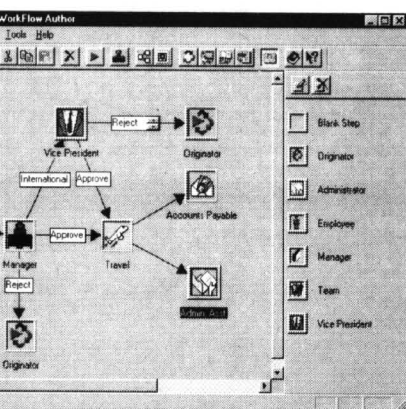 WorkFlow Author
Tools Help
Reject
Vice President
Originator
International
Approve
Accounts Payable
Approve
Manager
Travel
Reject
Admin. Asst
Originator
Blank Step
Originator
Administrator
Employee
Manager
Team
Vice President